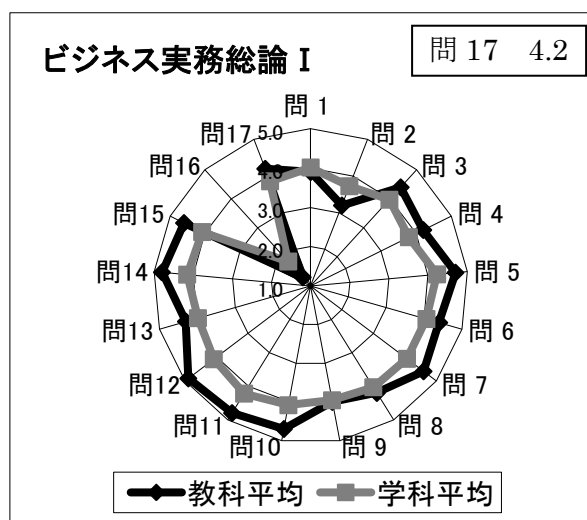 ビジネス実務総論 I
問 17 4.2
問 1
問 2
問 3
問 4
問 5
問 6
問 7
問 8
問 9
問10
問11
問12
問13
問14
問15
問16
問17
5.0
4.0
3.0
2.0
1.0
教科平均 学科平均